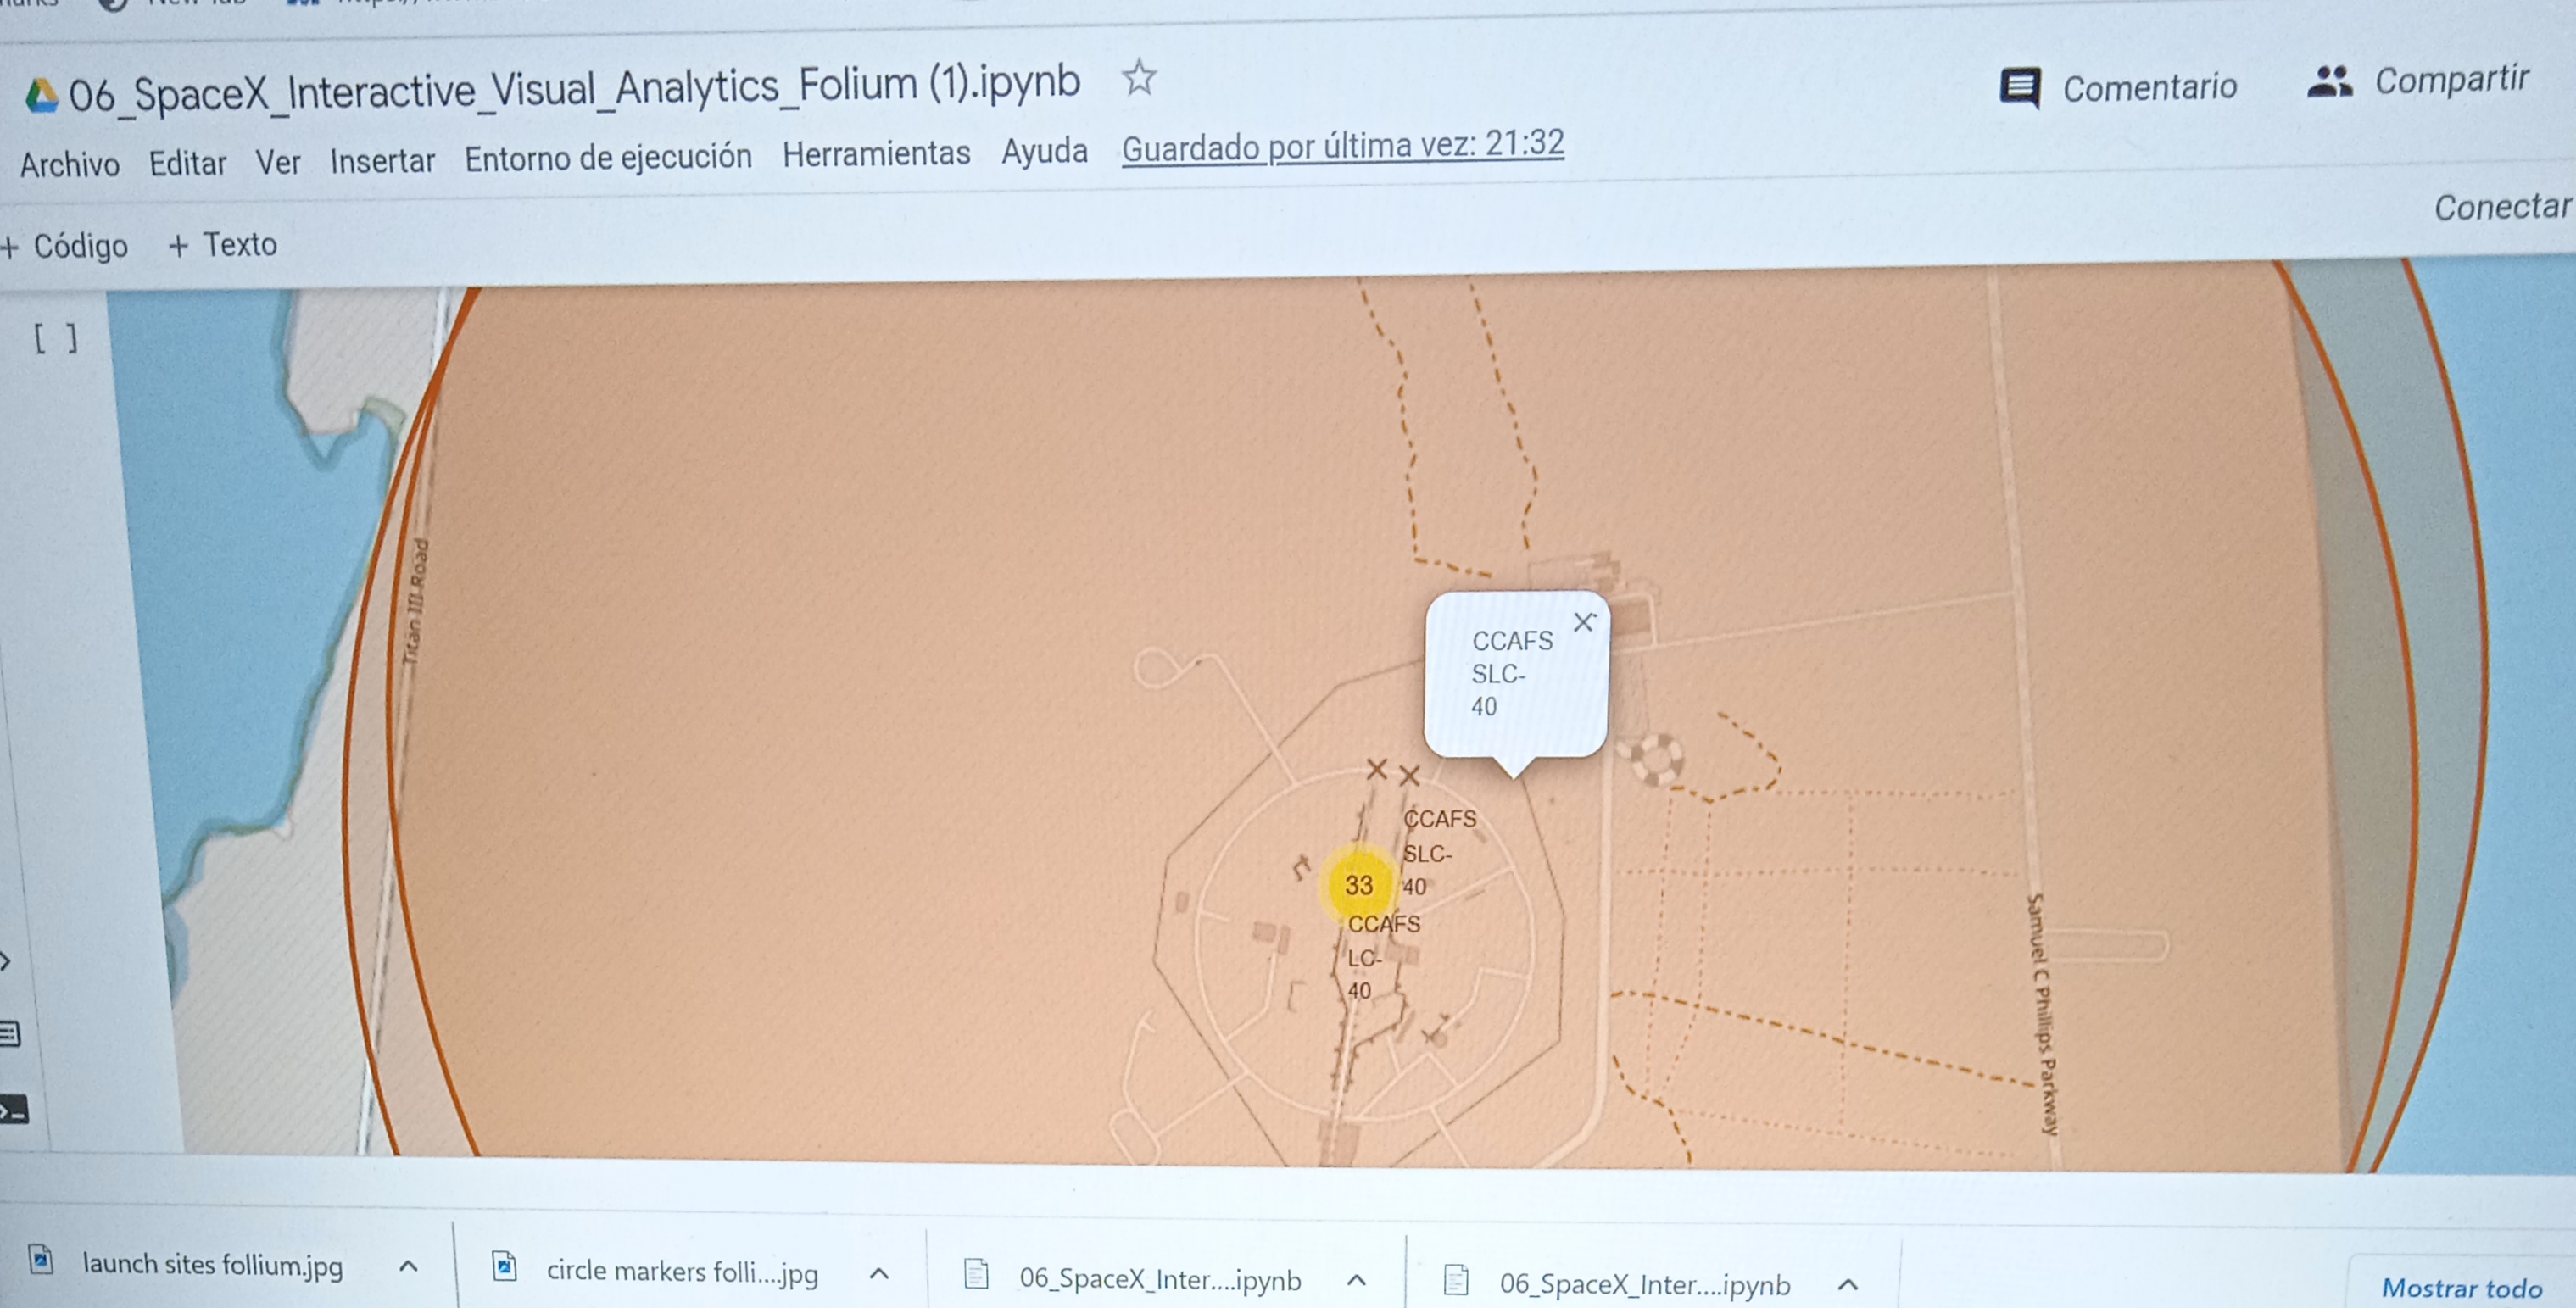 06_SpaceX_Interactive_Visual_Analytics_Folium (1).ipynb
Comentario
Compartir
Archivo Editar Ver Insertar Entorno de ejecución Herramientas Ayuda Guardado por última vez: 21:32
Conectar
+ Código + Texto
[ ]
Titan III Road
CCAFS
SLC-
40
CCAFS
SLC-
40
33
CCAFS
LC-
40
Samuel C Phillips Parkway
launch sites follium.jpg
circle markers folli....jpg
06_SpaceX_Inter....ipynb
06_SpaceX_Inter....ipynb
Mostrar todo